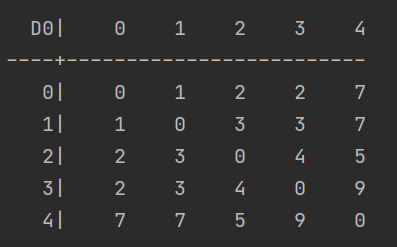 D0|    0    1    2    3    4
----+-------------------------
0|    0    1    2    2    7
1|    1    0    3    3    7
2|    2    3    0    4    5
3|    2    3    4    0    9
4|    7    7    5    9    0